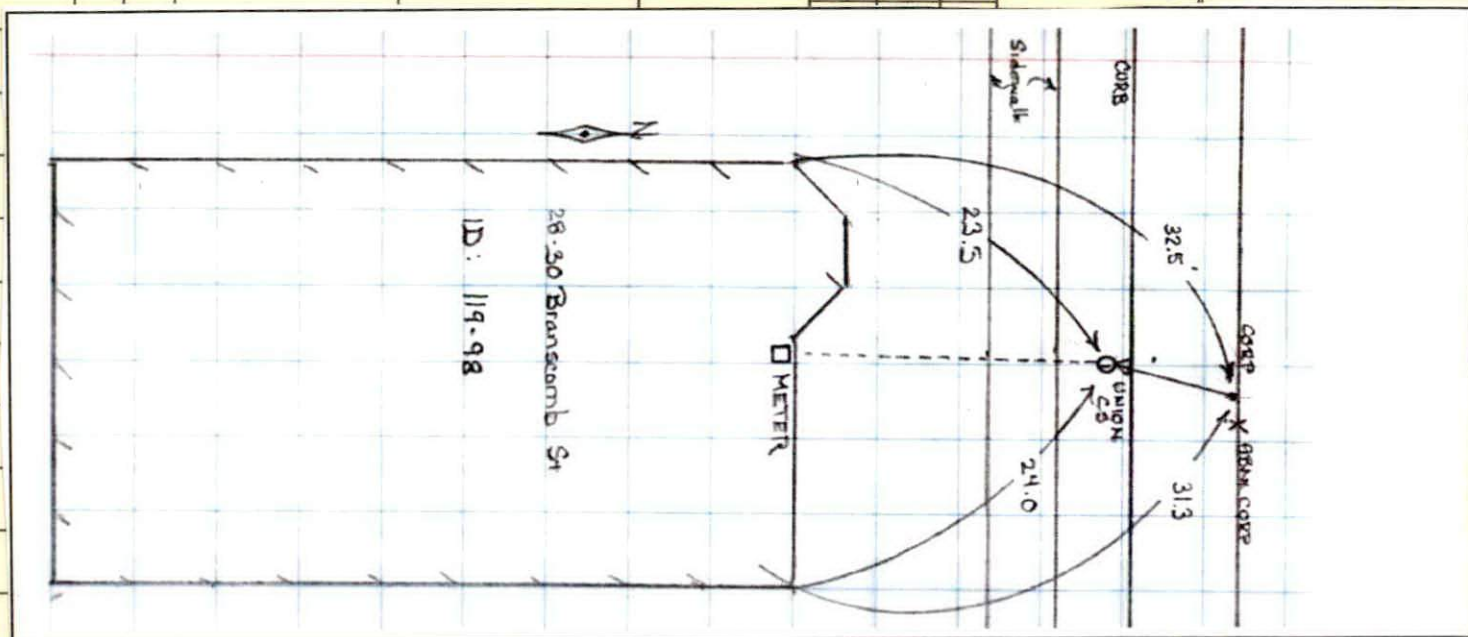 Sidewalk
CURB
N
28-30 Branscomb St
ID: 119-98
METER
23.5
32.5'
CORP
UNION
CS
ABAN CORP
24.0
31.3